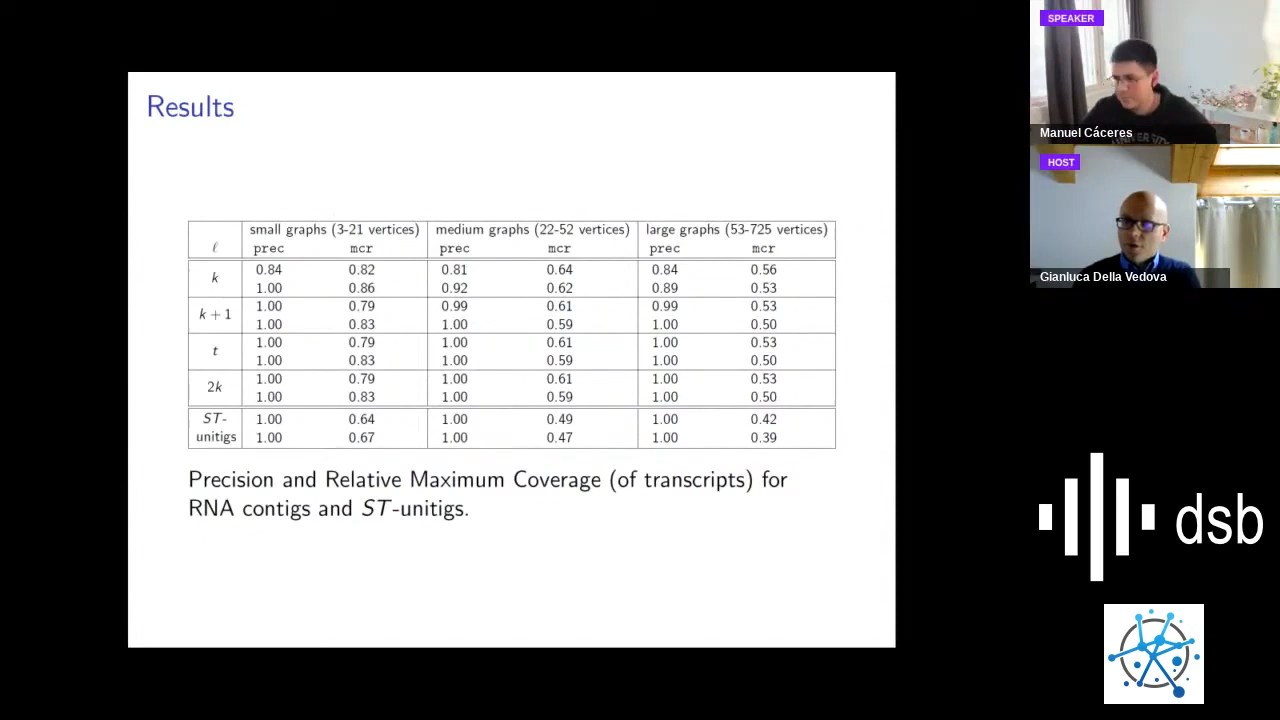 Results
small graphs (3-21 vertices) medium graphs (22-52 vertices) large graphs (53-725 vertices)
ℓ prec mcr prec mcr prec mcr
k 0.84 0.82 0.81 0.64 0.84 0.56
1.00 0.86 0.92 0.62 0.89 0.53
k + 1 1.00 0.79 0.99 0.61 0.99 0.53
1.00 0.83 1.00 0.59 1.00 0.50
t 1.00 0.79 1.00 0.61 1.00 0.53
1.00 0.83 1.00 0.59 1.00 0.50
2k 1.00 0.79 1.00 0.61 1.00 0.53
1.00 0.83 1.00 0.59 1.00 0.50
ST- 1.00 0.64 1.00 0.49 1.00 0.42
unitigs 1.00 0.67 1.00 0.47 1.00 0.39
Precision and Relative Maximum Coverage (of transcripts) for
RNA contigs and ST-unitigs.
SPEAKER
UNIVERSITY
Manuel Cáceres
HOST
Gianluca Della Vedova
dsb